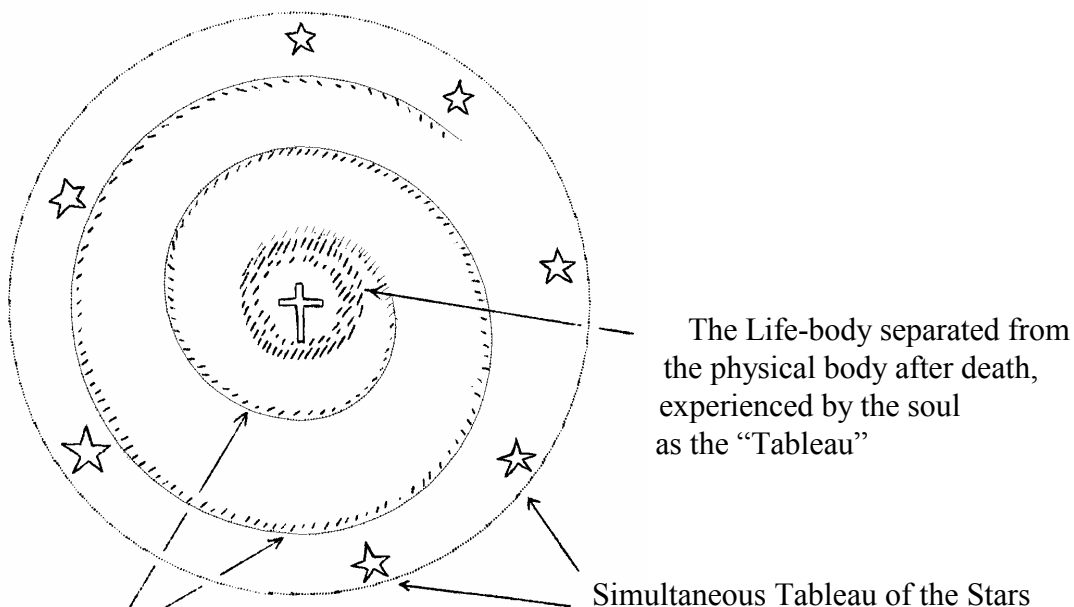 The Life-body separated from
the physical body after death,
experienced by the soul
as the “Tableau”
Simultaneous Tableau of the Stars